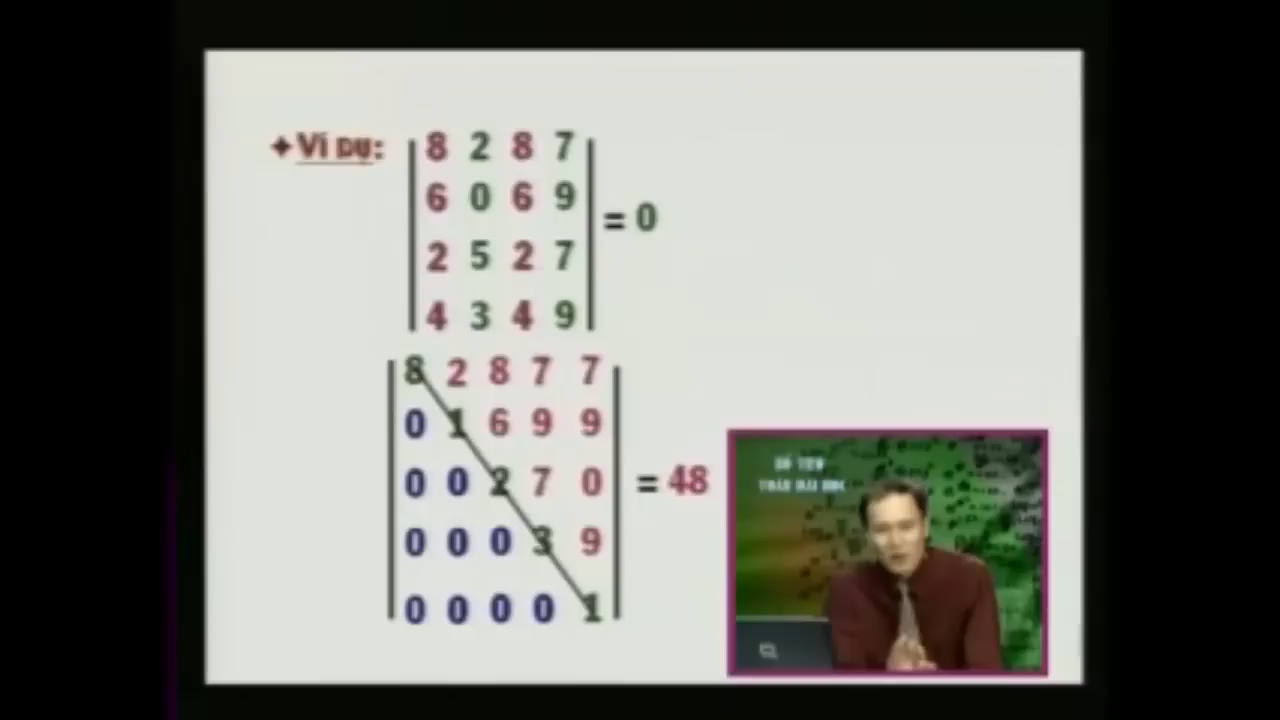 + Ví Dụ:
8 2 8 7
6 0 6 9
2 5 2 7
4 3 4 9
= 0
8 2 8 7 7
0 1 6 9 9
0 0 2 7 0
0 0 0 3 9
0 0 0 0 1
= 48